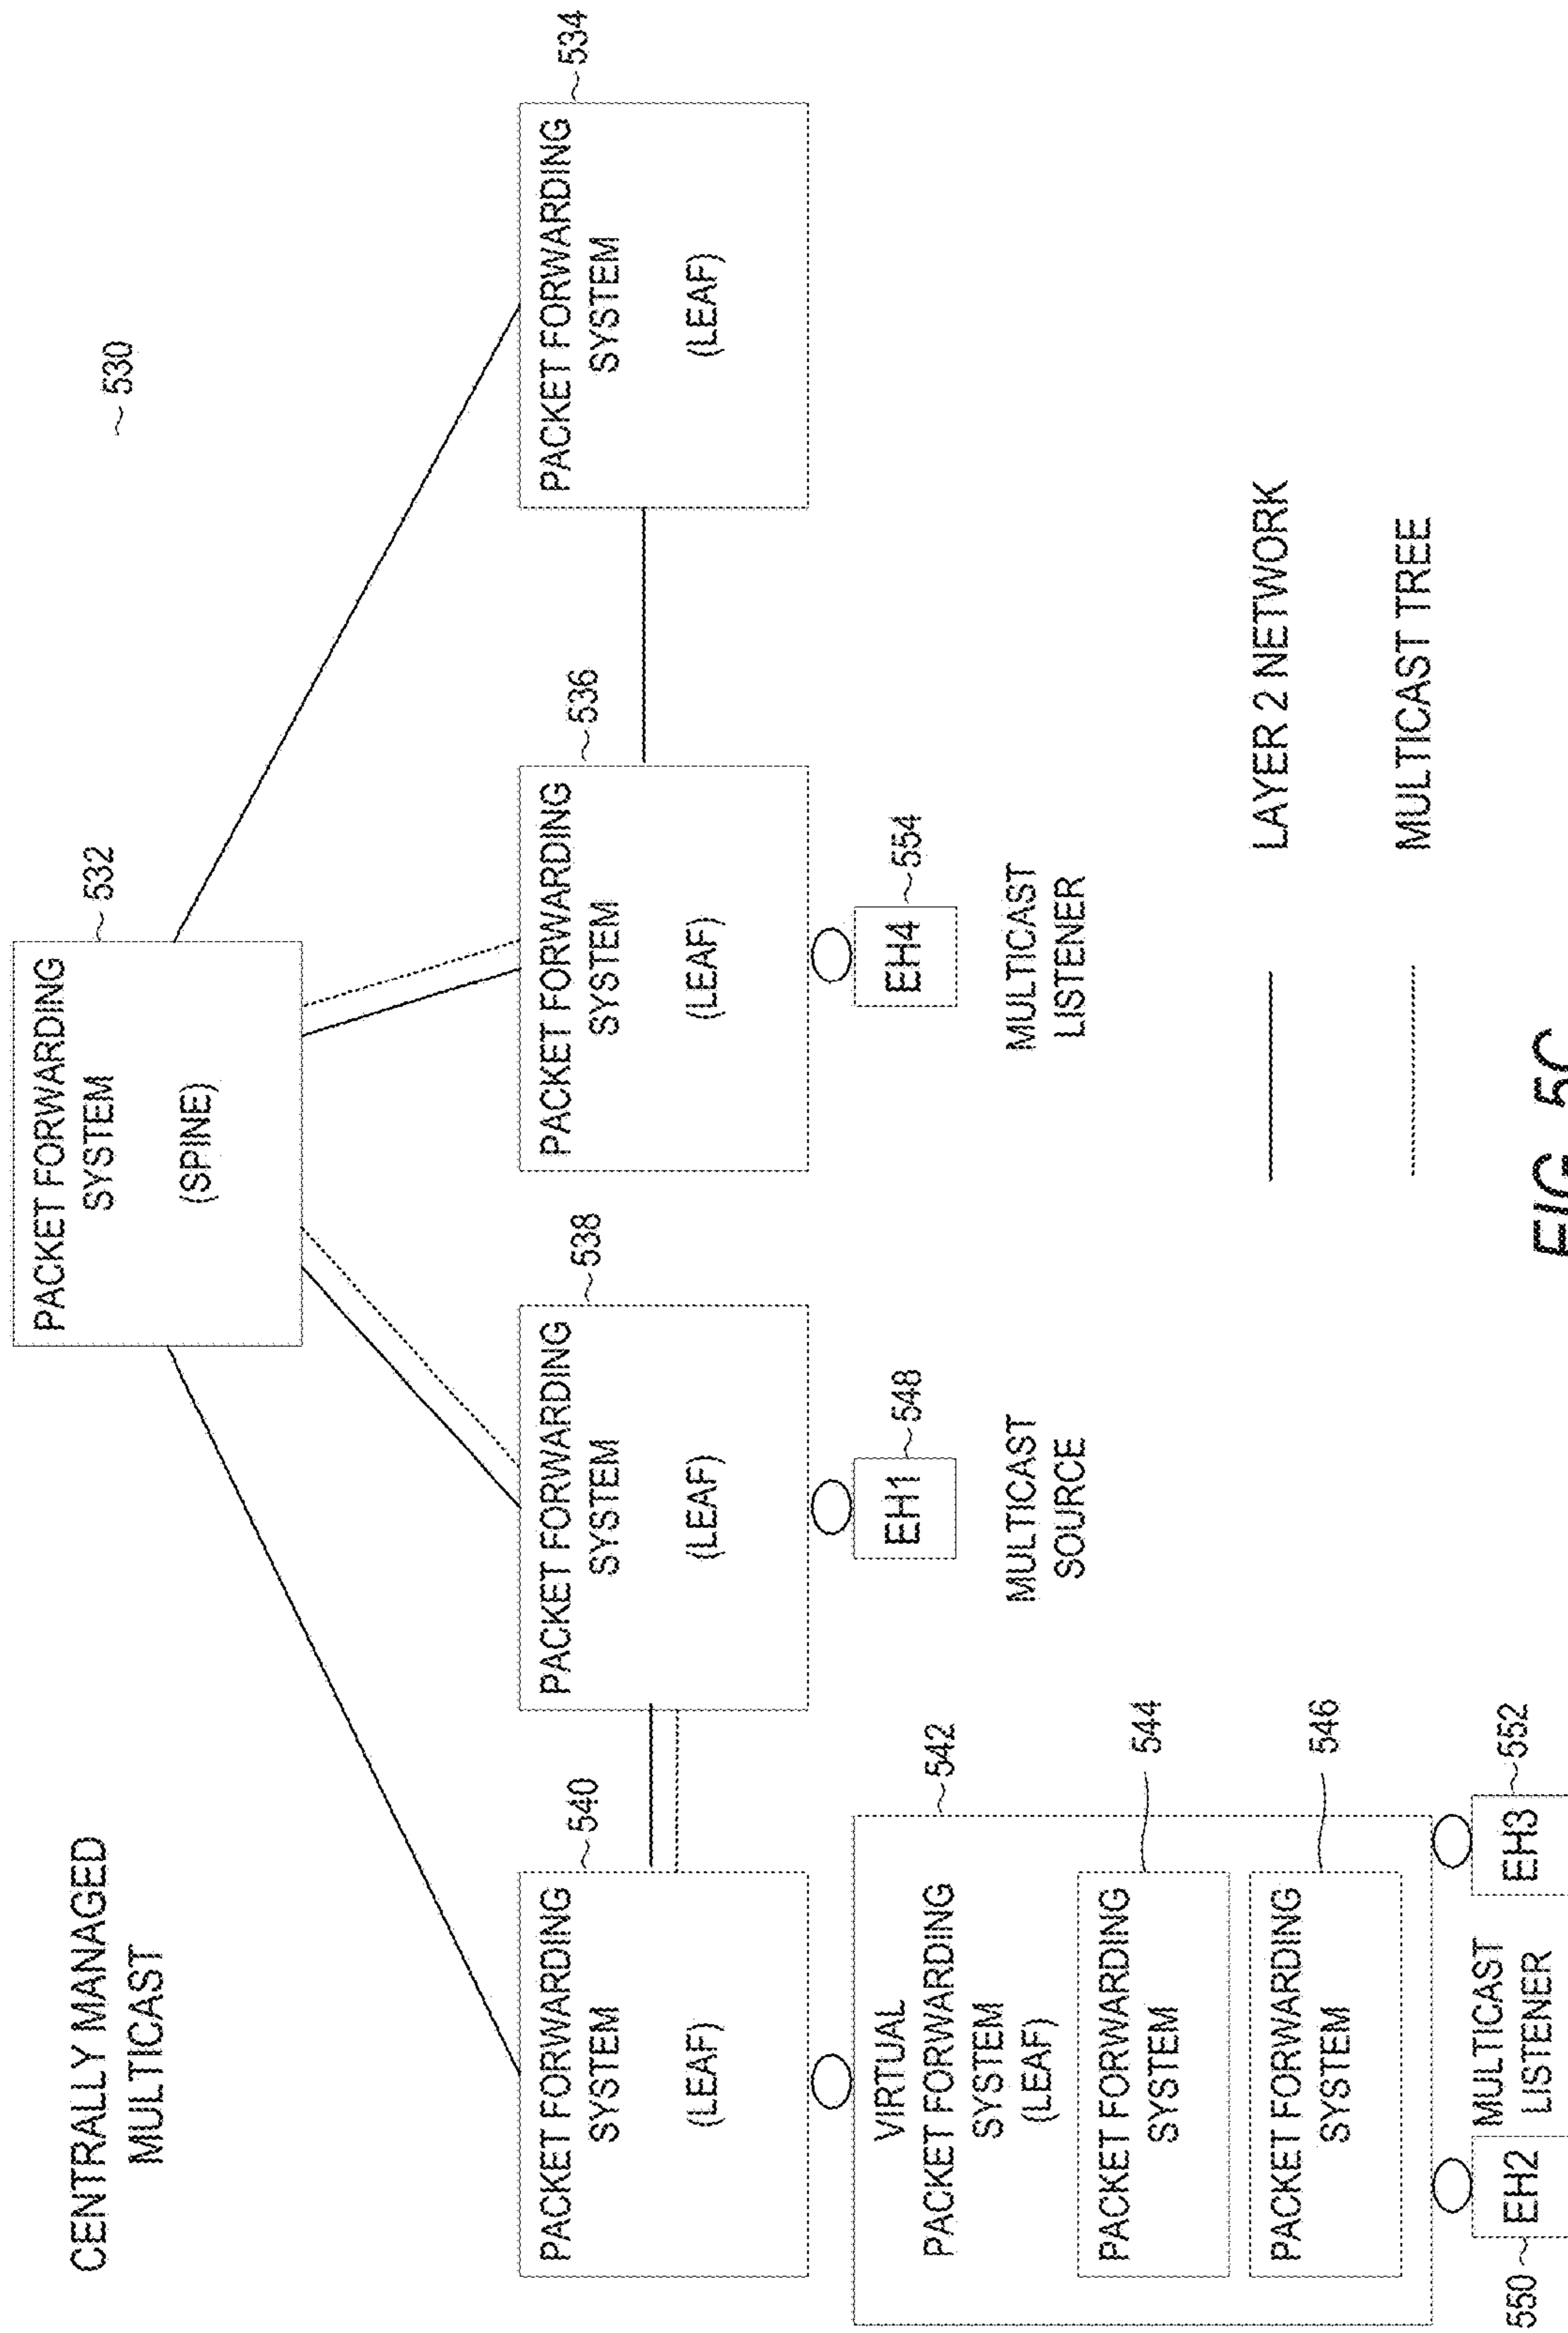 CENTRALLY MANAGED
MULTICAST
530
PACKET FORWARDING
SYSTEM
(SPINE)
532
PACKET FORWARDING
SYSTEM
(LEAF)
540
PACKET FORWARDING
SYSTEM
(LEAF)
538
PACKET FORWARDING
SYSTEM
(LEAF)
536
PACKET FORWARDING
SYSTEM
(LEAF)
534
VIRTUAL
PACKET FORWARDING
SYSTEM
(LEAF)
542
PACKET FORWARDING
SYSTEM
544
PACKET FORWARDING
SYSTEM
546
550
EH2
MULTICAST
LISTENER
EH3
552
EH1
548
MULTICAST
SOURCE
EH4
554
MULTICAST
LISTENER
LAYER 2 NETWORK
MULTICAST TREE
FIG. 5C